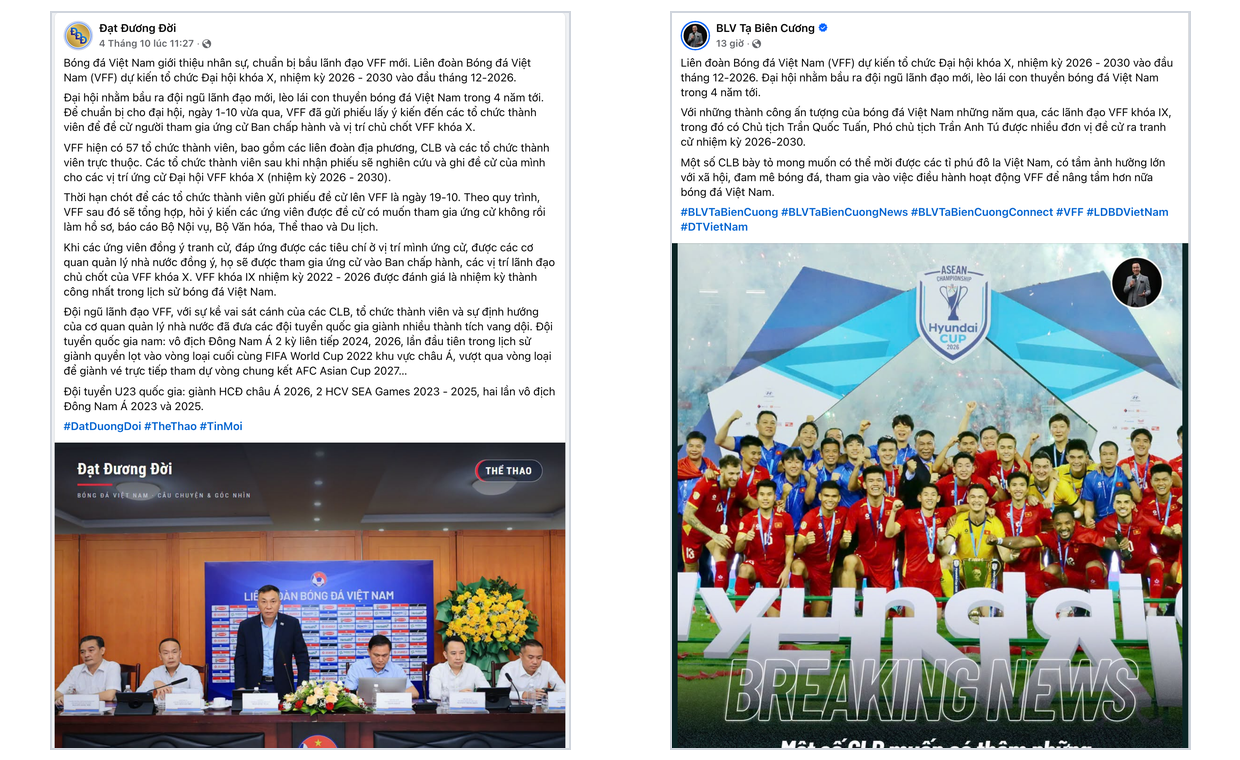 Đạt Đương Đời
4 Tháng 10 lúc 11:27 ·
Bóng đá Việt Nam giới thiệu nhân sự, chuẩn bị bầu lãnh đạo VFF mới. Liên đoàn Bóng đá Việt
Nam (VFF) dự kiến tổ chức Đại hội khóa X, nhiệm kỳ 2026 - 2030 vào đầu tháng 12-2026.
Đại hội nhằm bầu ra đội ngũ lãnh đạo mới, lèo lái con thuyền bóng đá Việt Nam trong 4 năm tới.
Để chuẩn bị cho đại hội, ngày 1-10 vừa qua, VFF đã gửi phiếu lấy ý kiến đến các tổ chức thành
viên để đề cử người tham gia ứng cử Ban chấp hành và vị trí chủ chốt VFF khóa X.
VFF hiện có 57 tổ chức thành viên, bao gồm các liên đoàn địa phương, CLB và các tổ chức thành
viên trực thuộc. Các tổ chức thành viên sau khi nhận phiếu sẽ nghiên cứu và ghi đề cử của mình
cho các vị trí ứng cử Đại hội VFF khóa X (nhiệm kỳ 2026 - 2030).
Thời hạn chót để các tổ chức thành viên gửi phiếu đề cử lên VFF là ngày 19-10. Theo quy trình,
VFF sau đó sẽ tổng hợp, hỏi ý kiến các ứng viên được đề cử có muốn tham gia ứng cử không rồi
làm hồ sơ, báo cáo Bộ Nội vụ, Bộ Văn hóa, Thể thao và Du lịch.
Khi các ứng viên đồng ý tranh cử, đáp ứng được các tiêu chí ở vị trí mình ứng cử, được các cơ
quan quản lý nhà nước đồng ý, họ sẽ được tham gia ứng cử vào Ban chấp hành, các vị trí lãnh đạo
chủ chốt của VFF khóa X. VFF khóa IX nhiệm kỳ 2022 - 2026 được đánh giá là nhiệm kỳ thành
công nhất trong lịch sử bóng đá Việt Nam.
Đội ngũ lãnh đạo VFF, với sự kề vai sát cánh của các CLB, tổ chức thành viên và sự định hướng
của cơ quan quản lý nhà nước đã đưa các đội tuyển quốc gia giành nhiều thành tích vang dội. Đội
tuyển quốc gia nam: vô địch Đông Nam Á 2 kỳ liên tiếp 2024, 2026, lần đầu tiên trong lịch sử
giành quyền lọt vào vòng loại cuối cùng FIFA World Cup 2022 khu vực châu Á, vượt qua vòng loại
để giành vé trực tiếp tham dự vòng chung kết AFC Asian Cup 2027...
Đội tuyển U23 quốc gia: giành HCĐ châu Á 2026, 2 HCV SEA Games 2023 - 2025, hai lần vô địch
Đông Nam Á 2023 và 2025.
#DatDuongDoi #TheThao #TinMoi
Đạt Đương Đời
THỂ THAO
BÓNG ĐÁ VIỆT NAM - CÂU CHUYỆN & GÓC NHÌN
LIÊN ĐOÀN BÓNG ĐÁ VIỆT NAM
BLV Tạ Biên Cương
13 giờ ·
Liên đoàn Bóng đá Việt Nam (VFF) dự kiến tổ chức Đại hội khóa X, nhiệm kỳ 2026 - 2030 vào đầu
tháng 12-2026. Đại hội nhằm bầu ra đội ngũ lãnh đạo mới, lèo lái con thuyền bóng đá Việt Nam
trong 4 năm tới.
Với những thành công ấn tượng của bóng đá Việt Nam những năm qua, các lãnh đạo VFF khóa IX,
trong đó có Chủ tịch Trần Quốc Tuấn, Phó chủ tịch Trần Anh Tú được nhiều đơn vị đề cử ra tranh
cử nhiệm kỳ 2026-2030.
Một số CLB bày tỏ mong muốn có thể mời được các tỉ phú đô la Việt Nam, có tầm ảnh hưởng lớn
với xã hội, đam mê bóng đá, tham gia vào việc điều hành hoạt động VFF để nâng tầm hơn nữa
bóng đá Việt Nam.
#BLVTaBienCuong #BLVTaBienCuongNews #BLVTaBienCuongConnect #VFF #LDBDVietNam
#DTVietNam
ASEAN
CHAMPIONSHIP
Hyundai
CUP
2026
Hyundai
BREAKING NEWS
Một số CLB muốn có thêm những